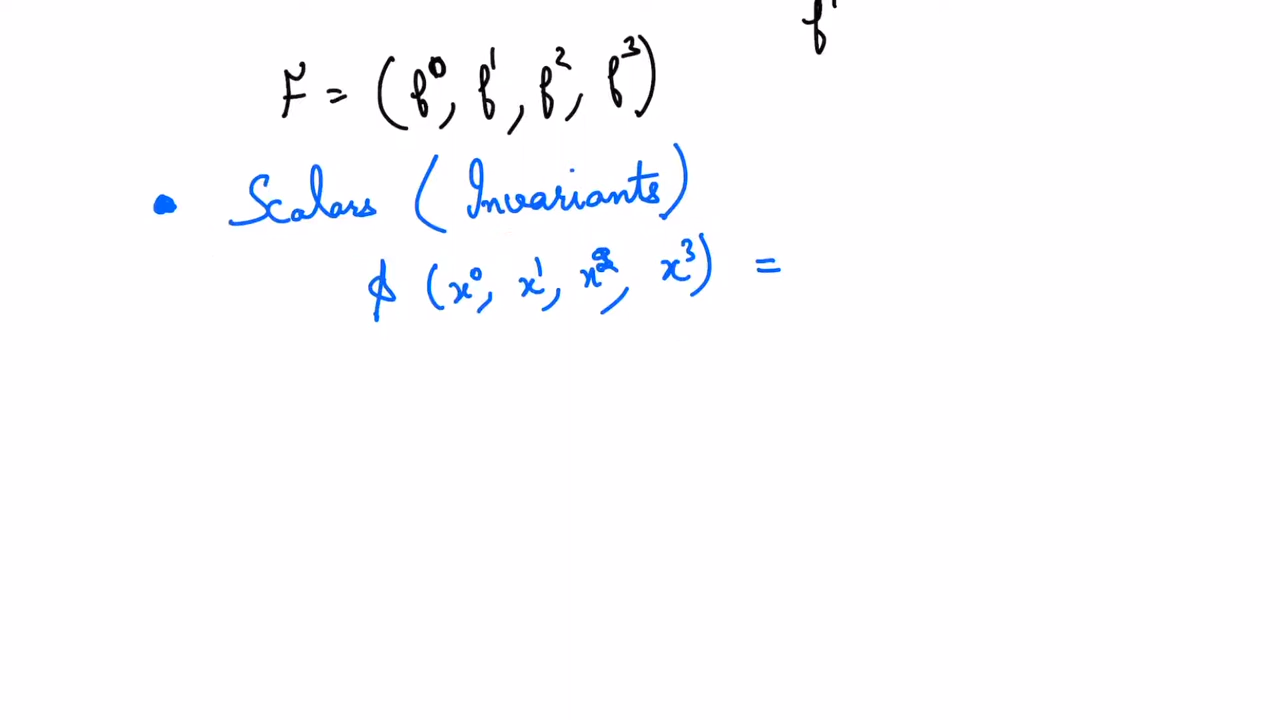 F = (f⁰, f¹, f², f³)
• Scalars (Invariants)
ϕ (x⁰, x¹, x², x³) =